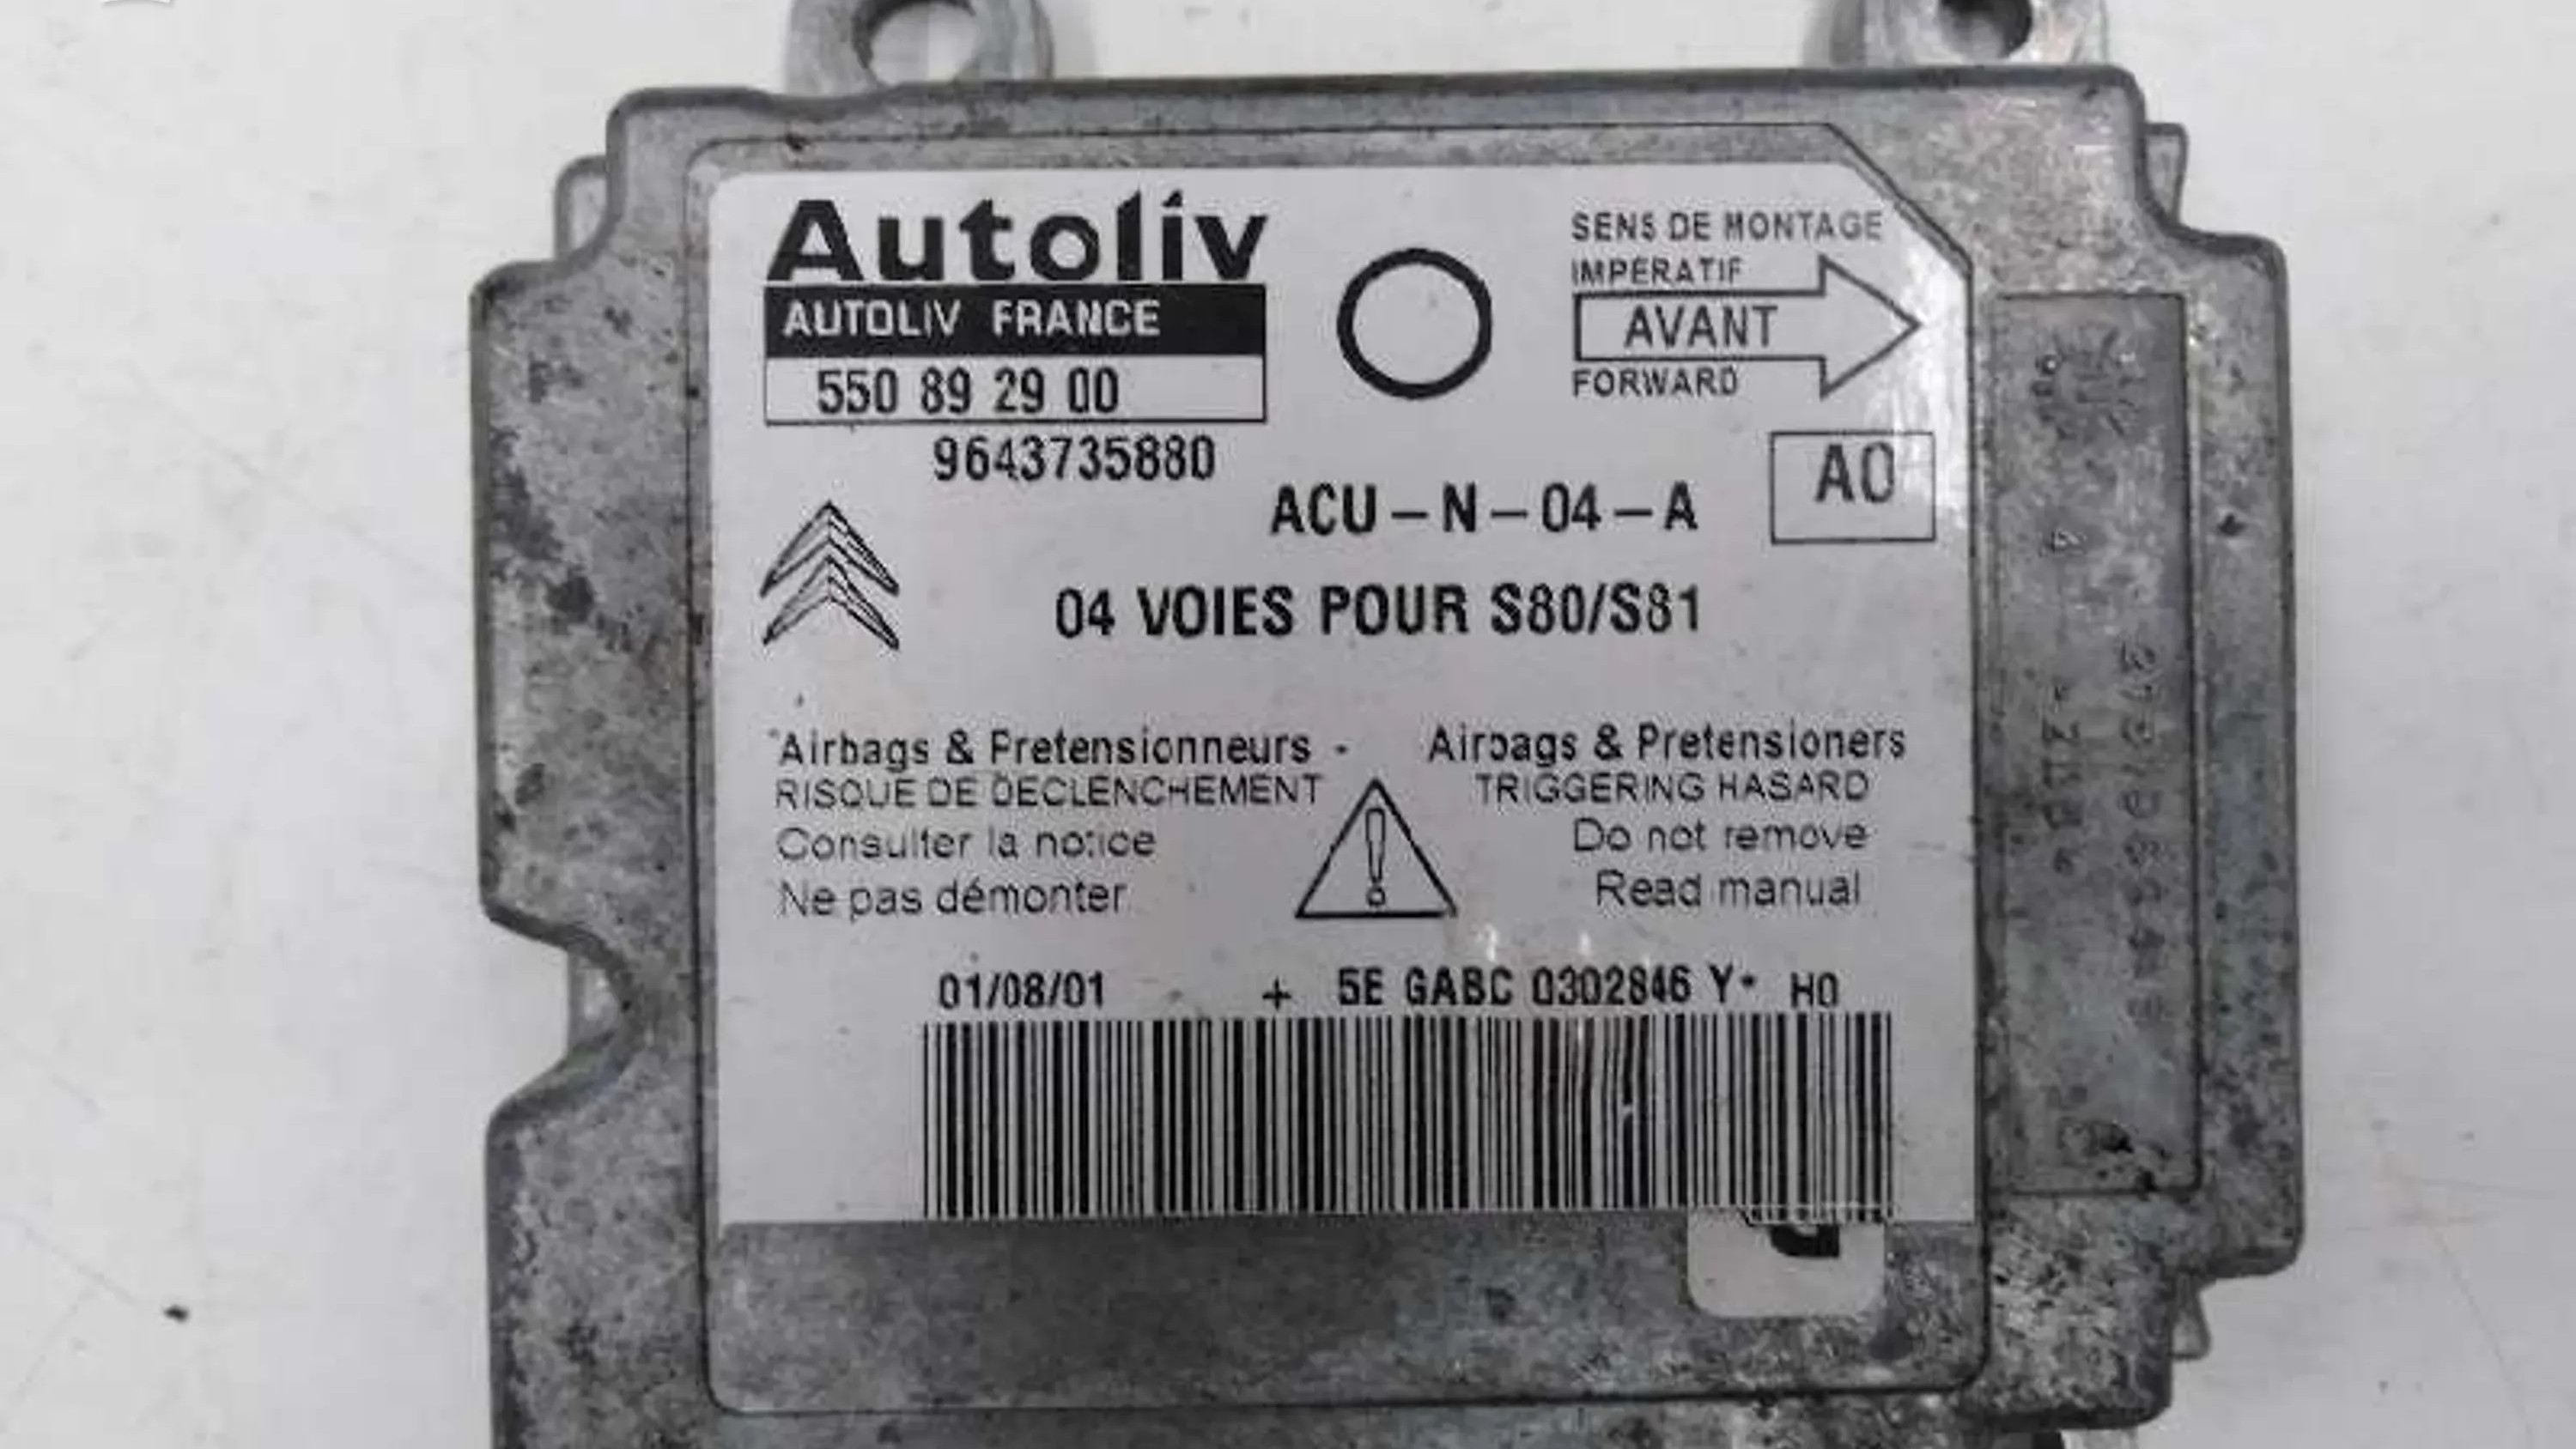 Autoliv
AUTOLIV FRANCE
550 89 29 00
9643735880
SENS DE MONTAGE
IMPERATIF
AVANT
FORWARD
ACU-N-04-A
A0
04 VOIES POUR S80/S81
Airbags & Pretensionneurs -
RISQUE DE DECLENCHEMENT
Consulter la notice
Ne pas démonter
Airbags & Pretensioners
TRIGGERING HASARD
Do not remove
Read manual
01/08/01 + 5E GABC 0302846 Y* H0